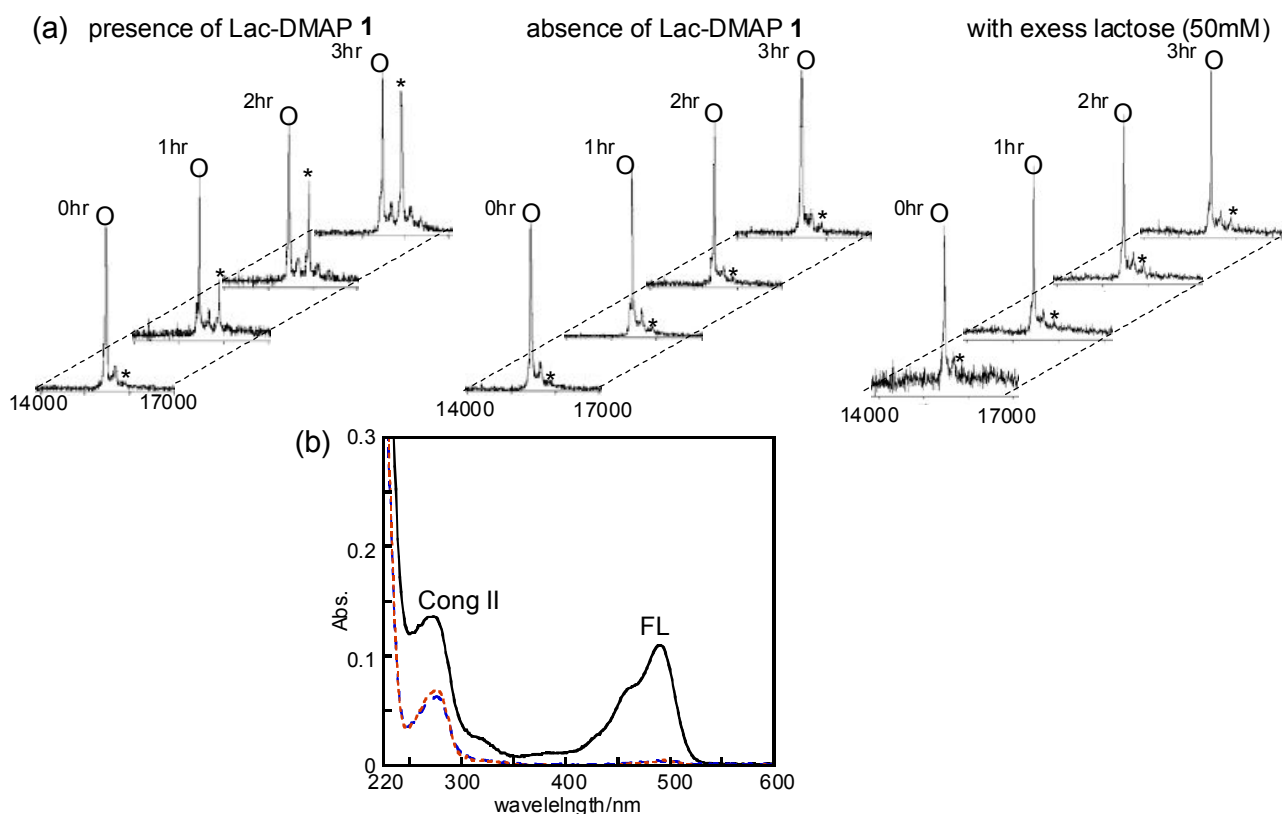 (a) presence of Lac-DMAP 1
absence of Lac-DMAP 1
with exess lactose (50mM)
3hr O *
2hr O *
1hr O *
0hr O *
14000 17000
3hr O *
2hr O *
1hr O *
0hr O *
14000 17000
3hr O *
2hr O *
1hr O *
0hr O *
14000 17000
(b)
0.3
0.2
0.1
0
Abs.
Cong II
FL
220 300 400 500 600
wavelelngth/nm